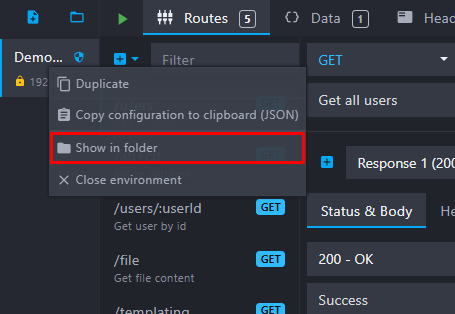 Routes 5 Data 1 Head
Demo... Filter GET
192
Duplicate
Get all users
Copy configuration to clipboard (JSON)
Show in folder
Response 1 (200
Close environment
/users/:userId GET
Get user by id
Status & Body He
/file GET
Get file content
200 - OK
/templating GET
Success